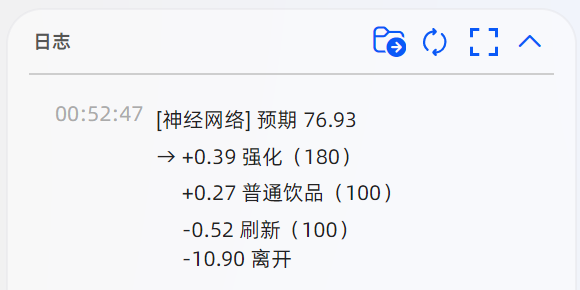 日志
00:52:47 [神经网络] 预期 76.93
→ +0.39 强化（180）
+0.27 普通饮品（100）
-0.52 刷新（100）
-10.90 离开